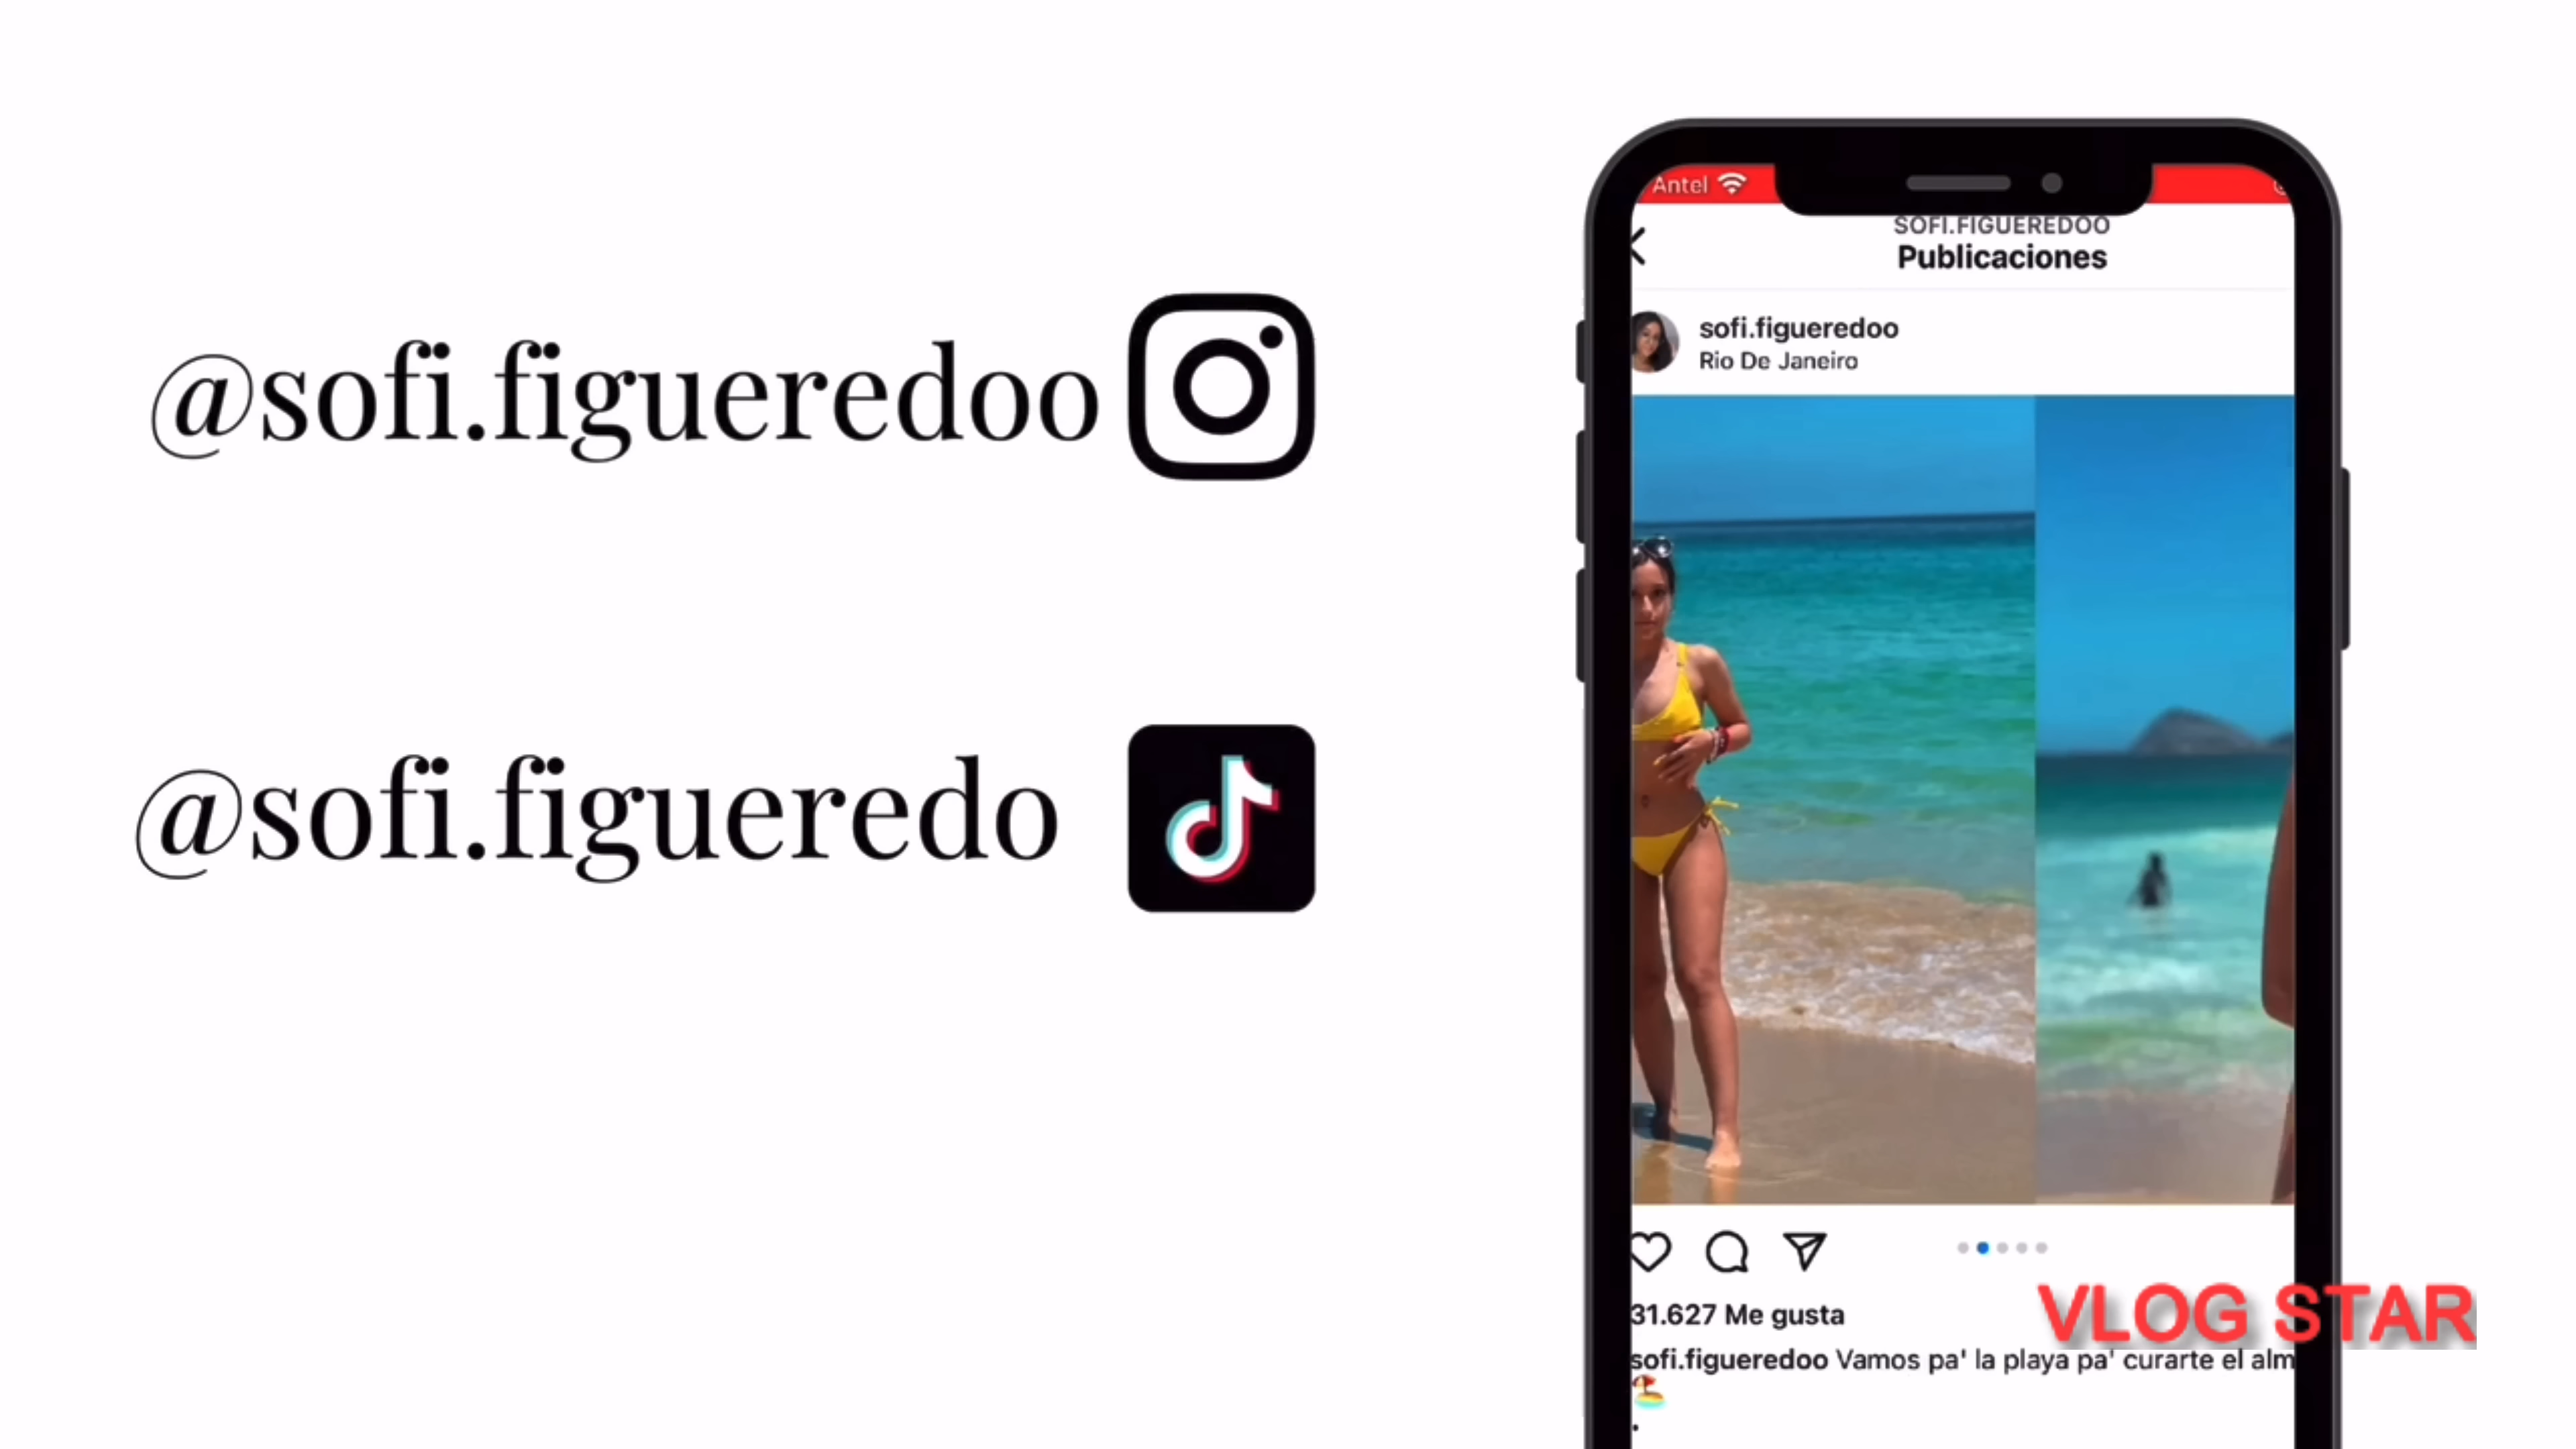 @sofi.figueredoo
@sofi.figueredo
Antel
SOFI.FIGUEREDOO
Publicaciones
sofi.figueredoo
Rio De Janeiro
31.627 Me gusta
sofi.figueredoo Vamos pa' la playa pa' curarte el alm
VLOG STAR